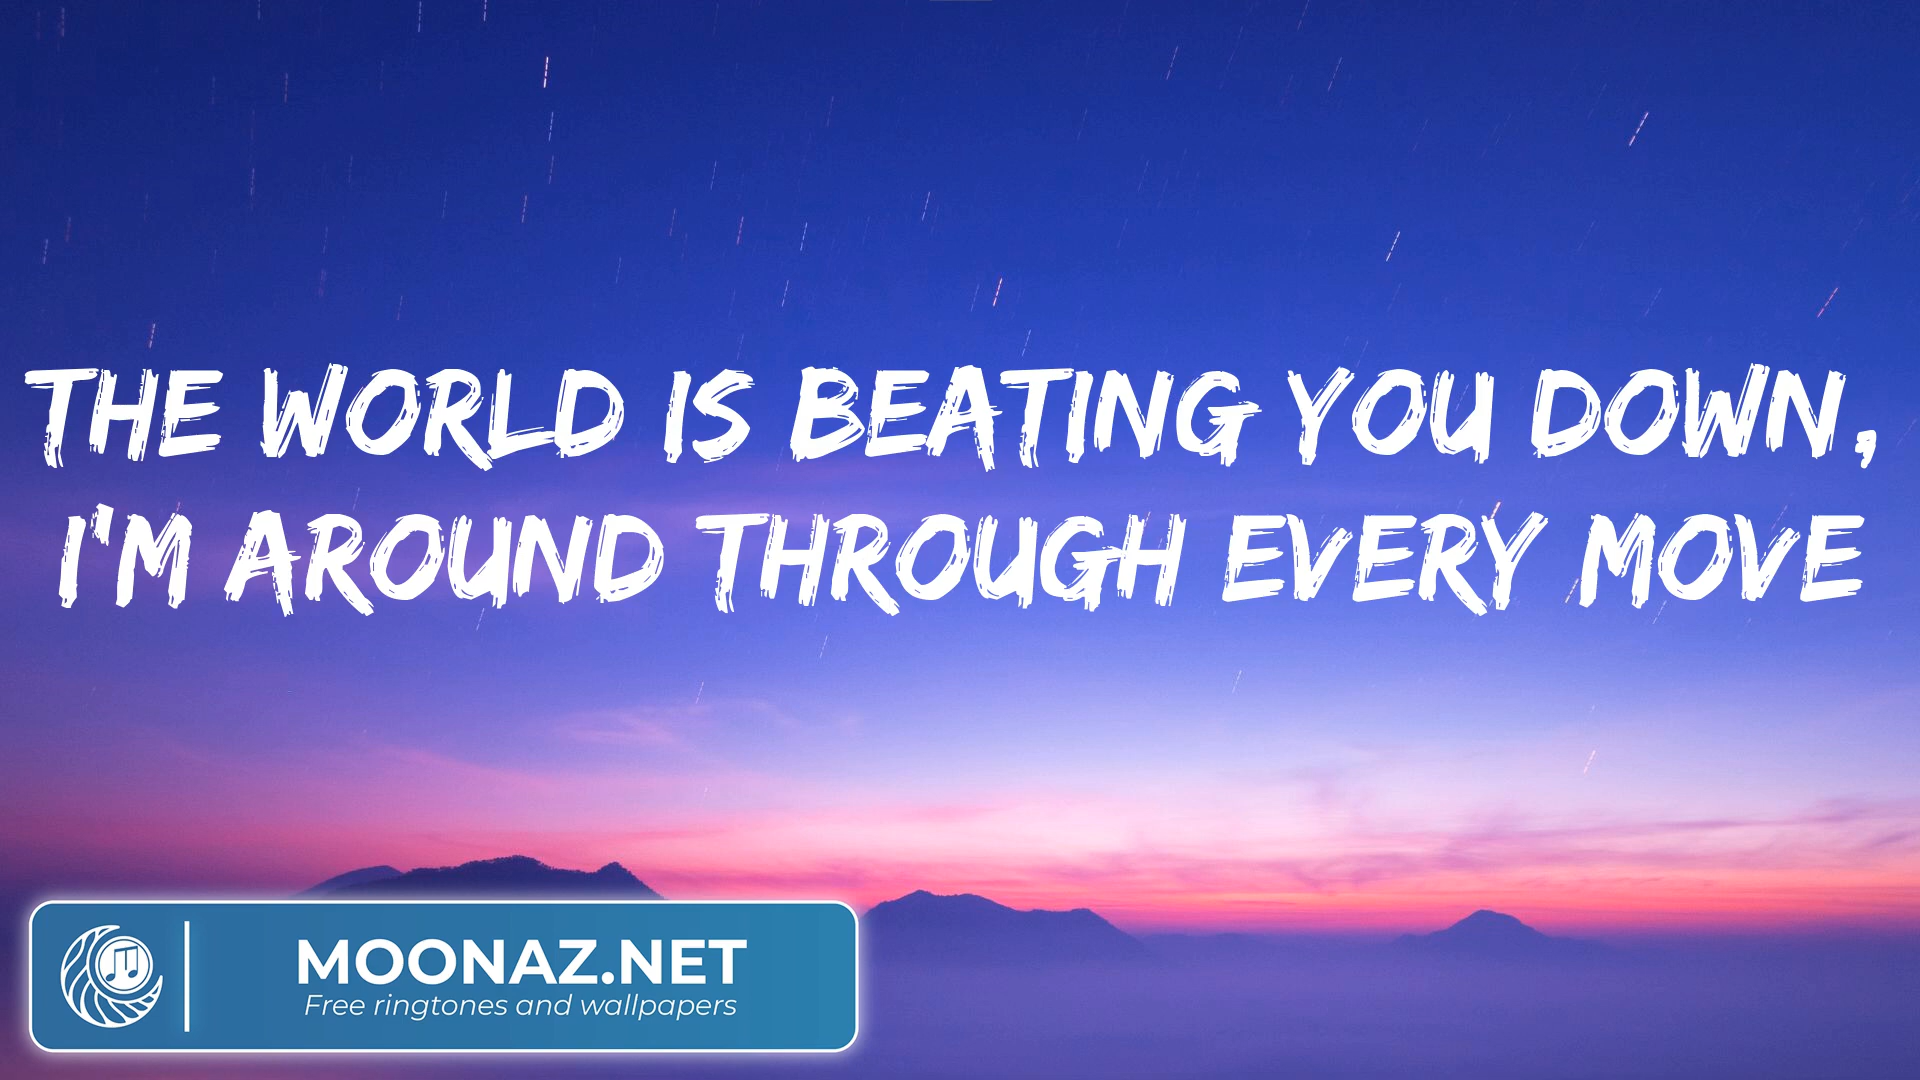 THE WORLD IS BEATING YOU DOWN,
I'M AROUND THROUGH EVERY MOVE
MOONAZ.NET
Free ringtones and wallpapers